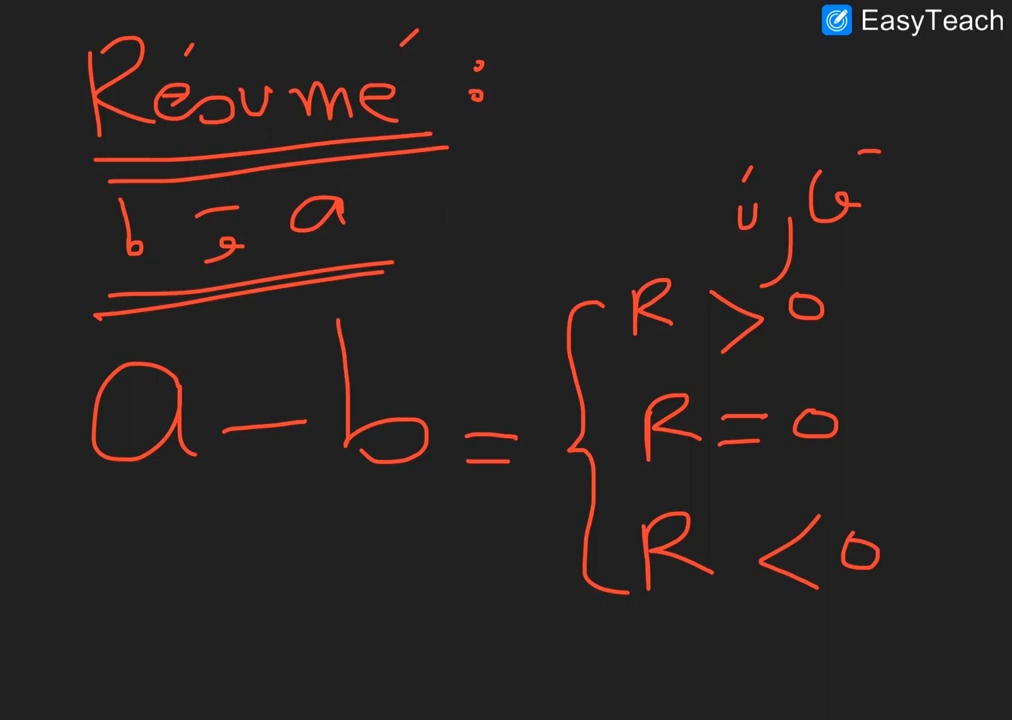 Résumé :
b وَ a
R > 0
a - b = { R = 0
R < 0
EasyTeach